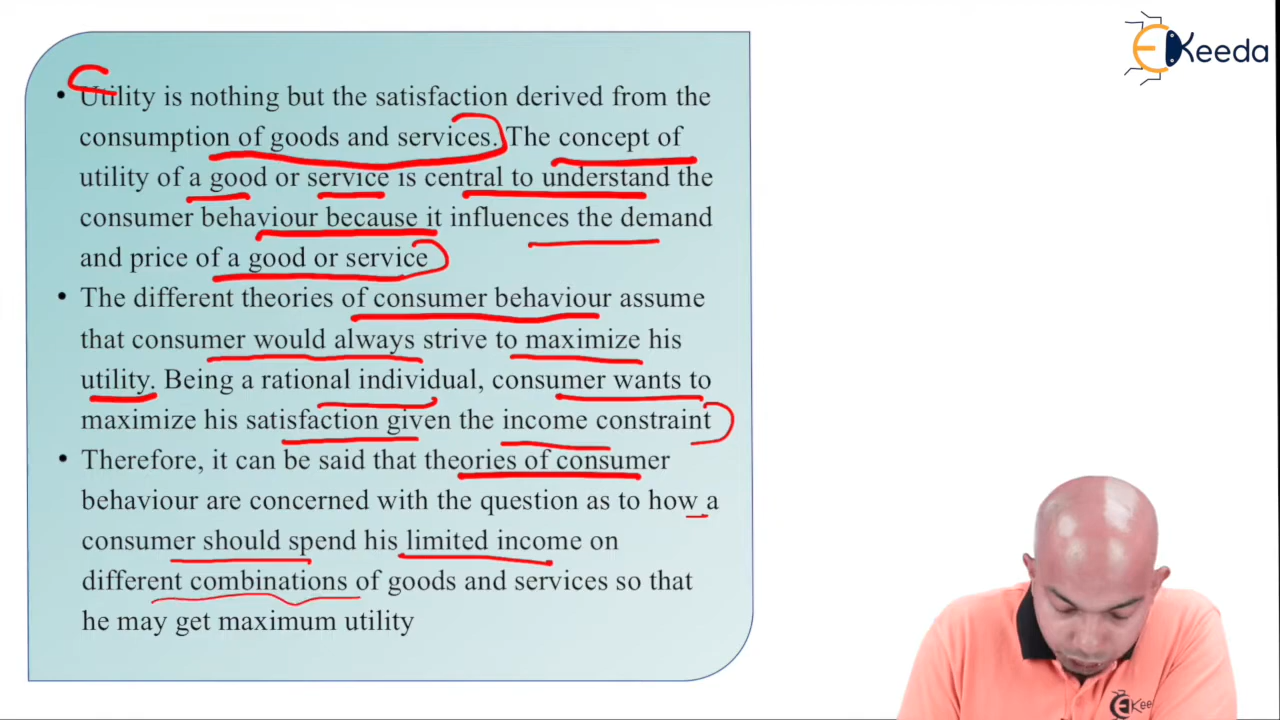 EKeeda
• Utility is nothing but the satisfaction derived from the
consumption of goods and services. The concept of
utility of a good or service is central to understand the
consumer behaviour because it influences the demand
and price of a good or service
• The different theories of consumer behaviour assume
that consumer would always strive to maximize his
utility. Being a rational individual, consumer wants to
maximize his satisfaction given the income constraint
• Therefore, it can be said that theories of consumer
behaviour are concerned with the question as to how a
consumer should spend his limited income on
different combinations of goods and services so that
he may get maximum utility
EKee